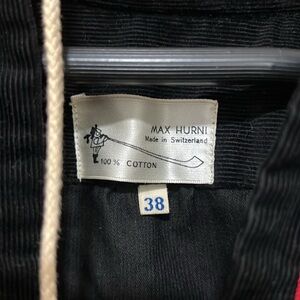 MAX HURNI
Made in Switzerland
100% COTTON
38